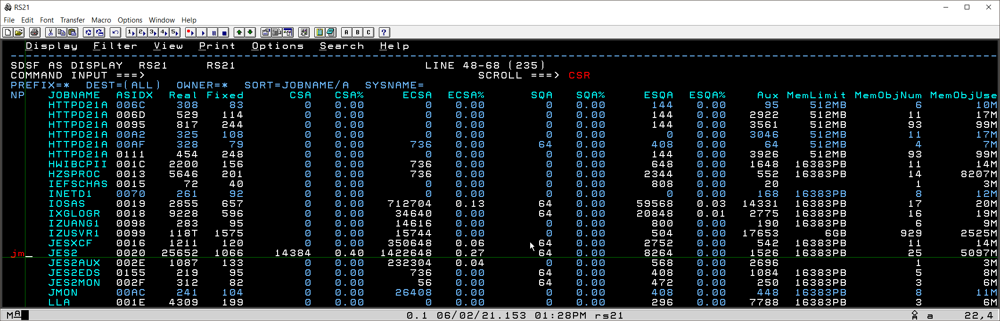 RS21
File Edit Font Transfer Macro Options Window Help
1 2 3 4 5 A B C ?
Display Filter View Print Options Search Help
SDSF AS DISPLAY RS21 RS21 LINE 48-68 (235)
COMMAND INPUT ===> SCROLL ===> CSR
PREFIX=* DEST=(ALL) OWNER=* SORT=JOBNAME/A SYSNAME=
NP JOBNAME ASIDX Real Fixed CSA CSA% ECSA ECSA% SQA SQA% ESQA ESQA% Aux MemLimit MemObjNum MemObjUse
HTTPD21A 006C 308 83 0 0.00 0 0.00 0 0.00 144 0.00 95 512MB 6 10M
HTTPD21A 006D 529 114 0 0.00 0 0.00 0 0.00 144 0.00 2922 512MB 11 17M
HTTPD21A 0095 817 244 0 0.00 0 0.00 0 0.00 144 0.00 3561 512MB 93 99M
HTTPD21A 00A2 325 108 0 0.00 0 0.00 0 0.00 0 0.00 3046 512MB 11 17M
HTTPD21A 00AF 328 79 0 0.00 736 0.00 64 0.00 408 0.00 64 512MB 4 7M
HTTPD21A 0111 454 248 0 0.00 0 0.00 0 0.00 144 0.00 3926 512MB 93 99M
HWIBCPII 001C 2200 156 0 0.00 736 0.00 0 0.00 648 0.00 1648 16383PB 11 14M
HZSPROC 0013 5646 201 0 0.00 736 0.00 0 0.00 2344 0.00 552 16383PB 14 8207M
IEFSCHAS 0015 72 40 0 0.00 0 0.00 0 0.00 808 0.00 20 1 3M
INETD1 0070 261 92 0 0.00 0 0.00 0 0.00 0 0.00 168 16383PB 8 12M
IOSAS 0019 2855 657 0 0.00 712704 0.13 64 0.00 59568 0.03 14331 16383PB 17 20M
IXGLOGR 0018 9228 596 0 0.00 34640 0.00 64 0.00 20848 0.01 2775 16383PB 16 19M
IZUANG1 0098 283 95 0 0.00 14616 0.00 0 0.00 800 0.00 190 16383PB 6 9M
IZUSVR1 0099 118T 1575 0 0.00 15744 0.00 0 0.00 504 0.00 17653 6GB 929 2525M
JESXCF 0016 1211 120 0 0.00 350648 0.06 64 0.00 2752 0.00 542 16383PB 11 14M
jm_ JES2 0020 25652 1066 14384 0.40 1422648 0.27 64 0.00 8264 0.00 1526 16383PB 25 5097M
JES2AUX 002E 1087 133 0 0.00 232304 0.04 0 0.00 568 0.00 2696 1 3M
JES2EDS 0155 219 95 0 0.00 736 0.00 64 0.00 408 0.00 1084 16383PB 5 8M
JES2MON 002F 312 82 0 0.00 56 0.00 64 0.00 472 0.00 250 16383PB 3 6M
JMON 00AC 241 104 0 0.00 26408 0.00 0 0.00 408 0.00 448 16383PB 8 11M
LLA 001E 4309 199 0 0.00 0 0.00 0 0.00 296 0.00 7788 16383PB 3 6M
MA 0.1 06/02/21.153 01:28PM rs21 a 22,4